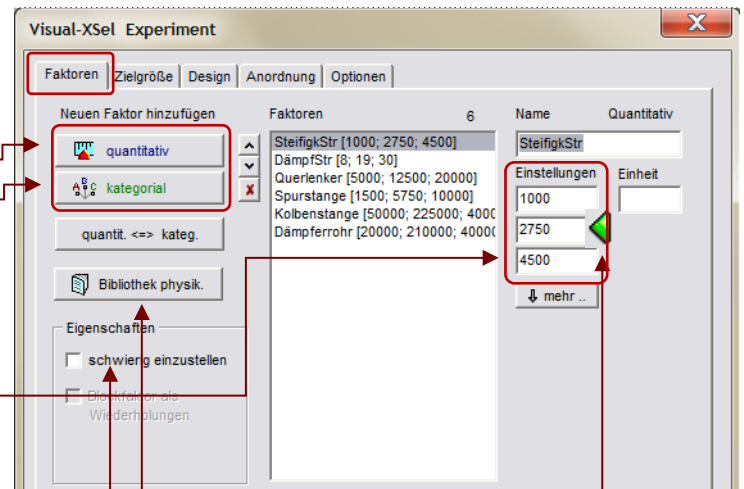 Visual-XSel Experiment
X
Faktoren
Zielgröße
Design
Anordnung
Optionen
Neuen Faktor hinzufügen
quantitativ
A B C kategorial
quantit. <=> kateg.
Bibliothek physik.
Eigenschaften
schwierig einzustellen
Blockfaktor als
Wiederholungen
Faktoren 6
x
SteifigkStr [1000; 2750; 4500]
DämpfStr [8; 19; 30]
Querlenker [5000; 12500; 20000]
Spurstange [1500; 5750; 10000]
Kolbenstange [50000; 225000; 4000
Dämpferrohr [20000; 210000; 40000
Name Quantitativ
SteifigkStr
Einstellungen Einheit
1000
2750
4500
mehr ..